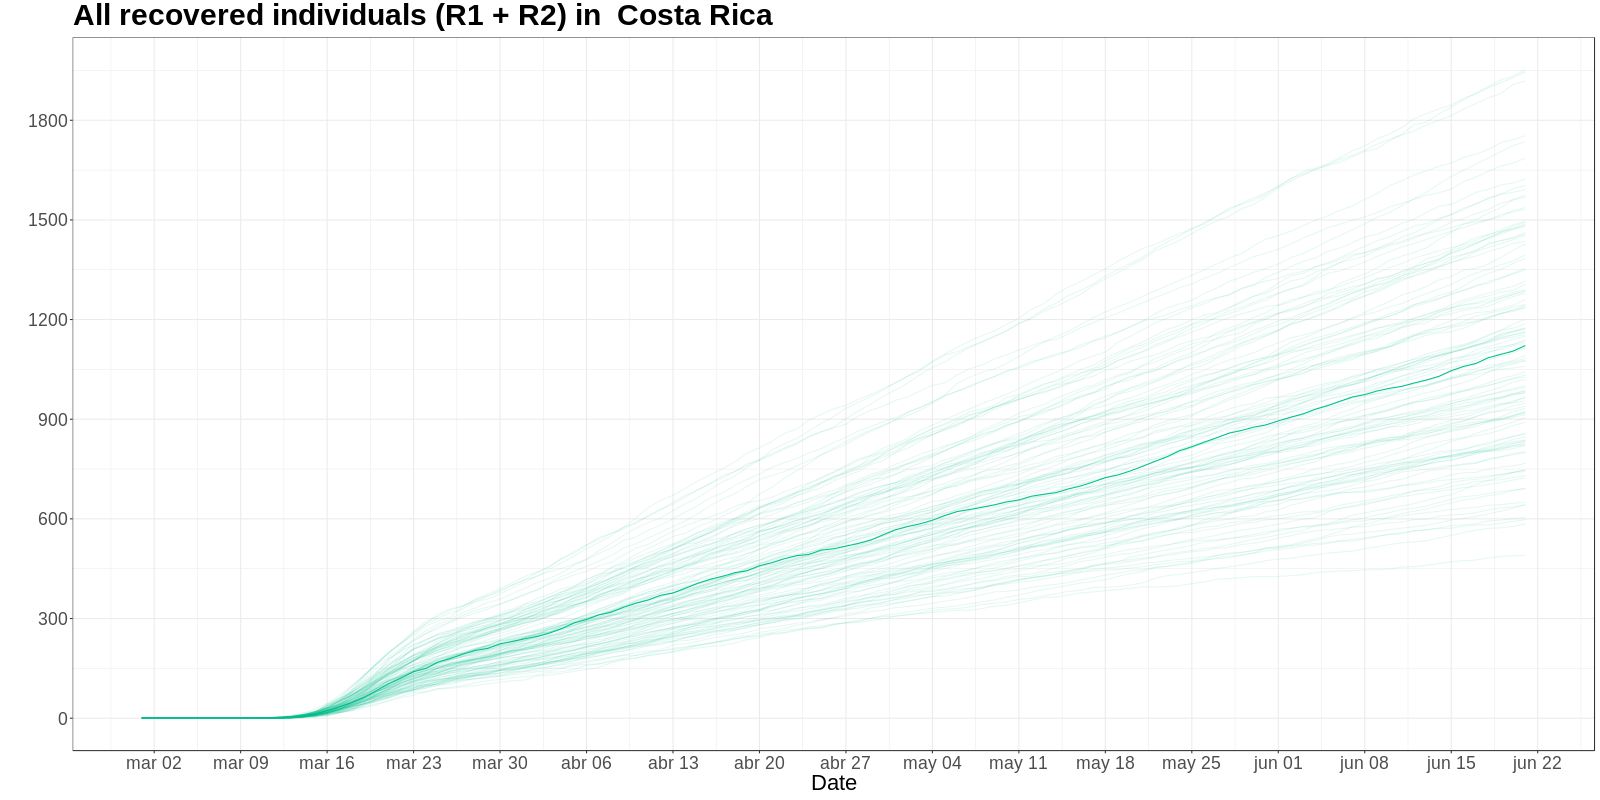 All recovered individuals (R1 + R2) in  Costa Rica
1800
1500
1200
900
600
300
0
mar 02 mar 09 mar 16 mar 23 mar 30 abr 06 abr 13 abr 20 abr 27 may 04 may 11 may 18 may 25 jun 01 jun 08 jun 15 jun 22
Date